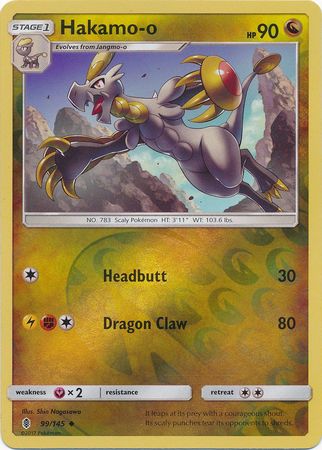 STAGE 1
Hakamo-o
HP 90
Evolves from Jangmo-o
NO. 783 Scaly Pokémon HT: 3'11" WT: 103.6 lbs.
Headbutt 30
Dragon Claw 80
weakness × 2 resistance retreat
Illus. Shin Nagasawa
99/145
©2017 Pokémon
It leaps at its prey with a courageous shout.
Its scaly punches tear its opponents to shreds.